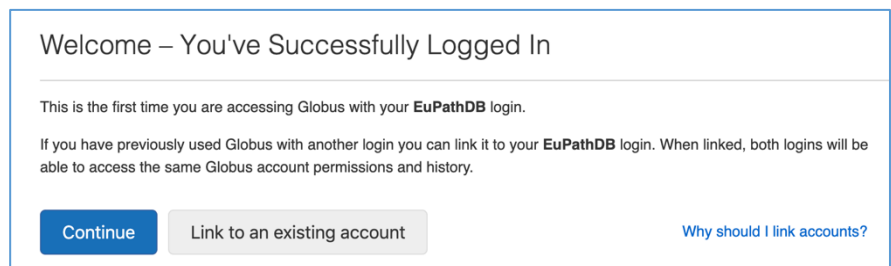 Welcome – You've Successfully Logged In
This is the first time you are accessing Globus with your EuPathDB login.
If you have previously used Globus with another login you can link it to your EuPathDB login. When linked, both logins will be
able to access the same Globus account permissions and history.
Continue
Link to an existing account
Why should I link accounts?